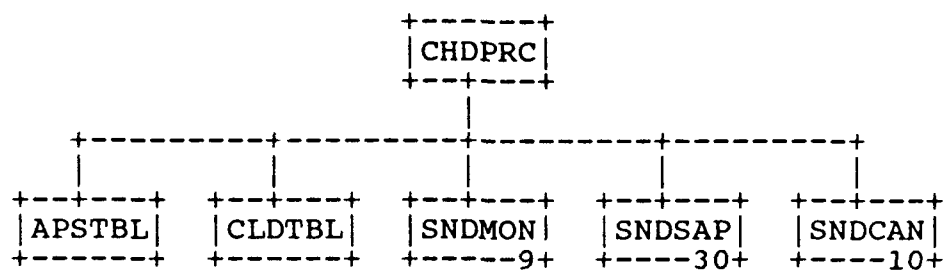 CHDPRC
APSTBL CLDTBL SNDMON SNDSAP SNDCAN
9 30 10